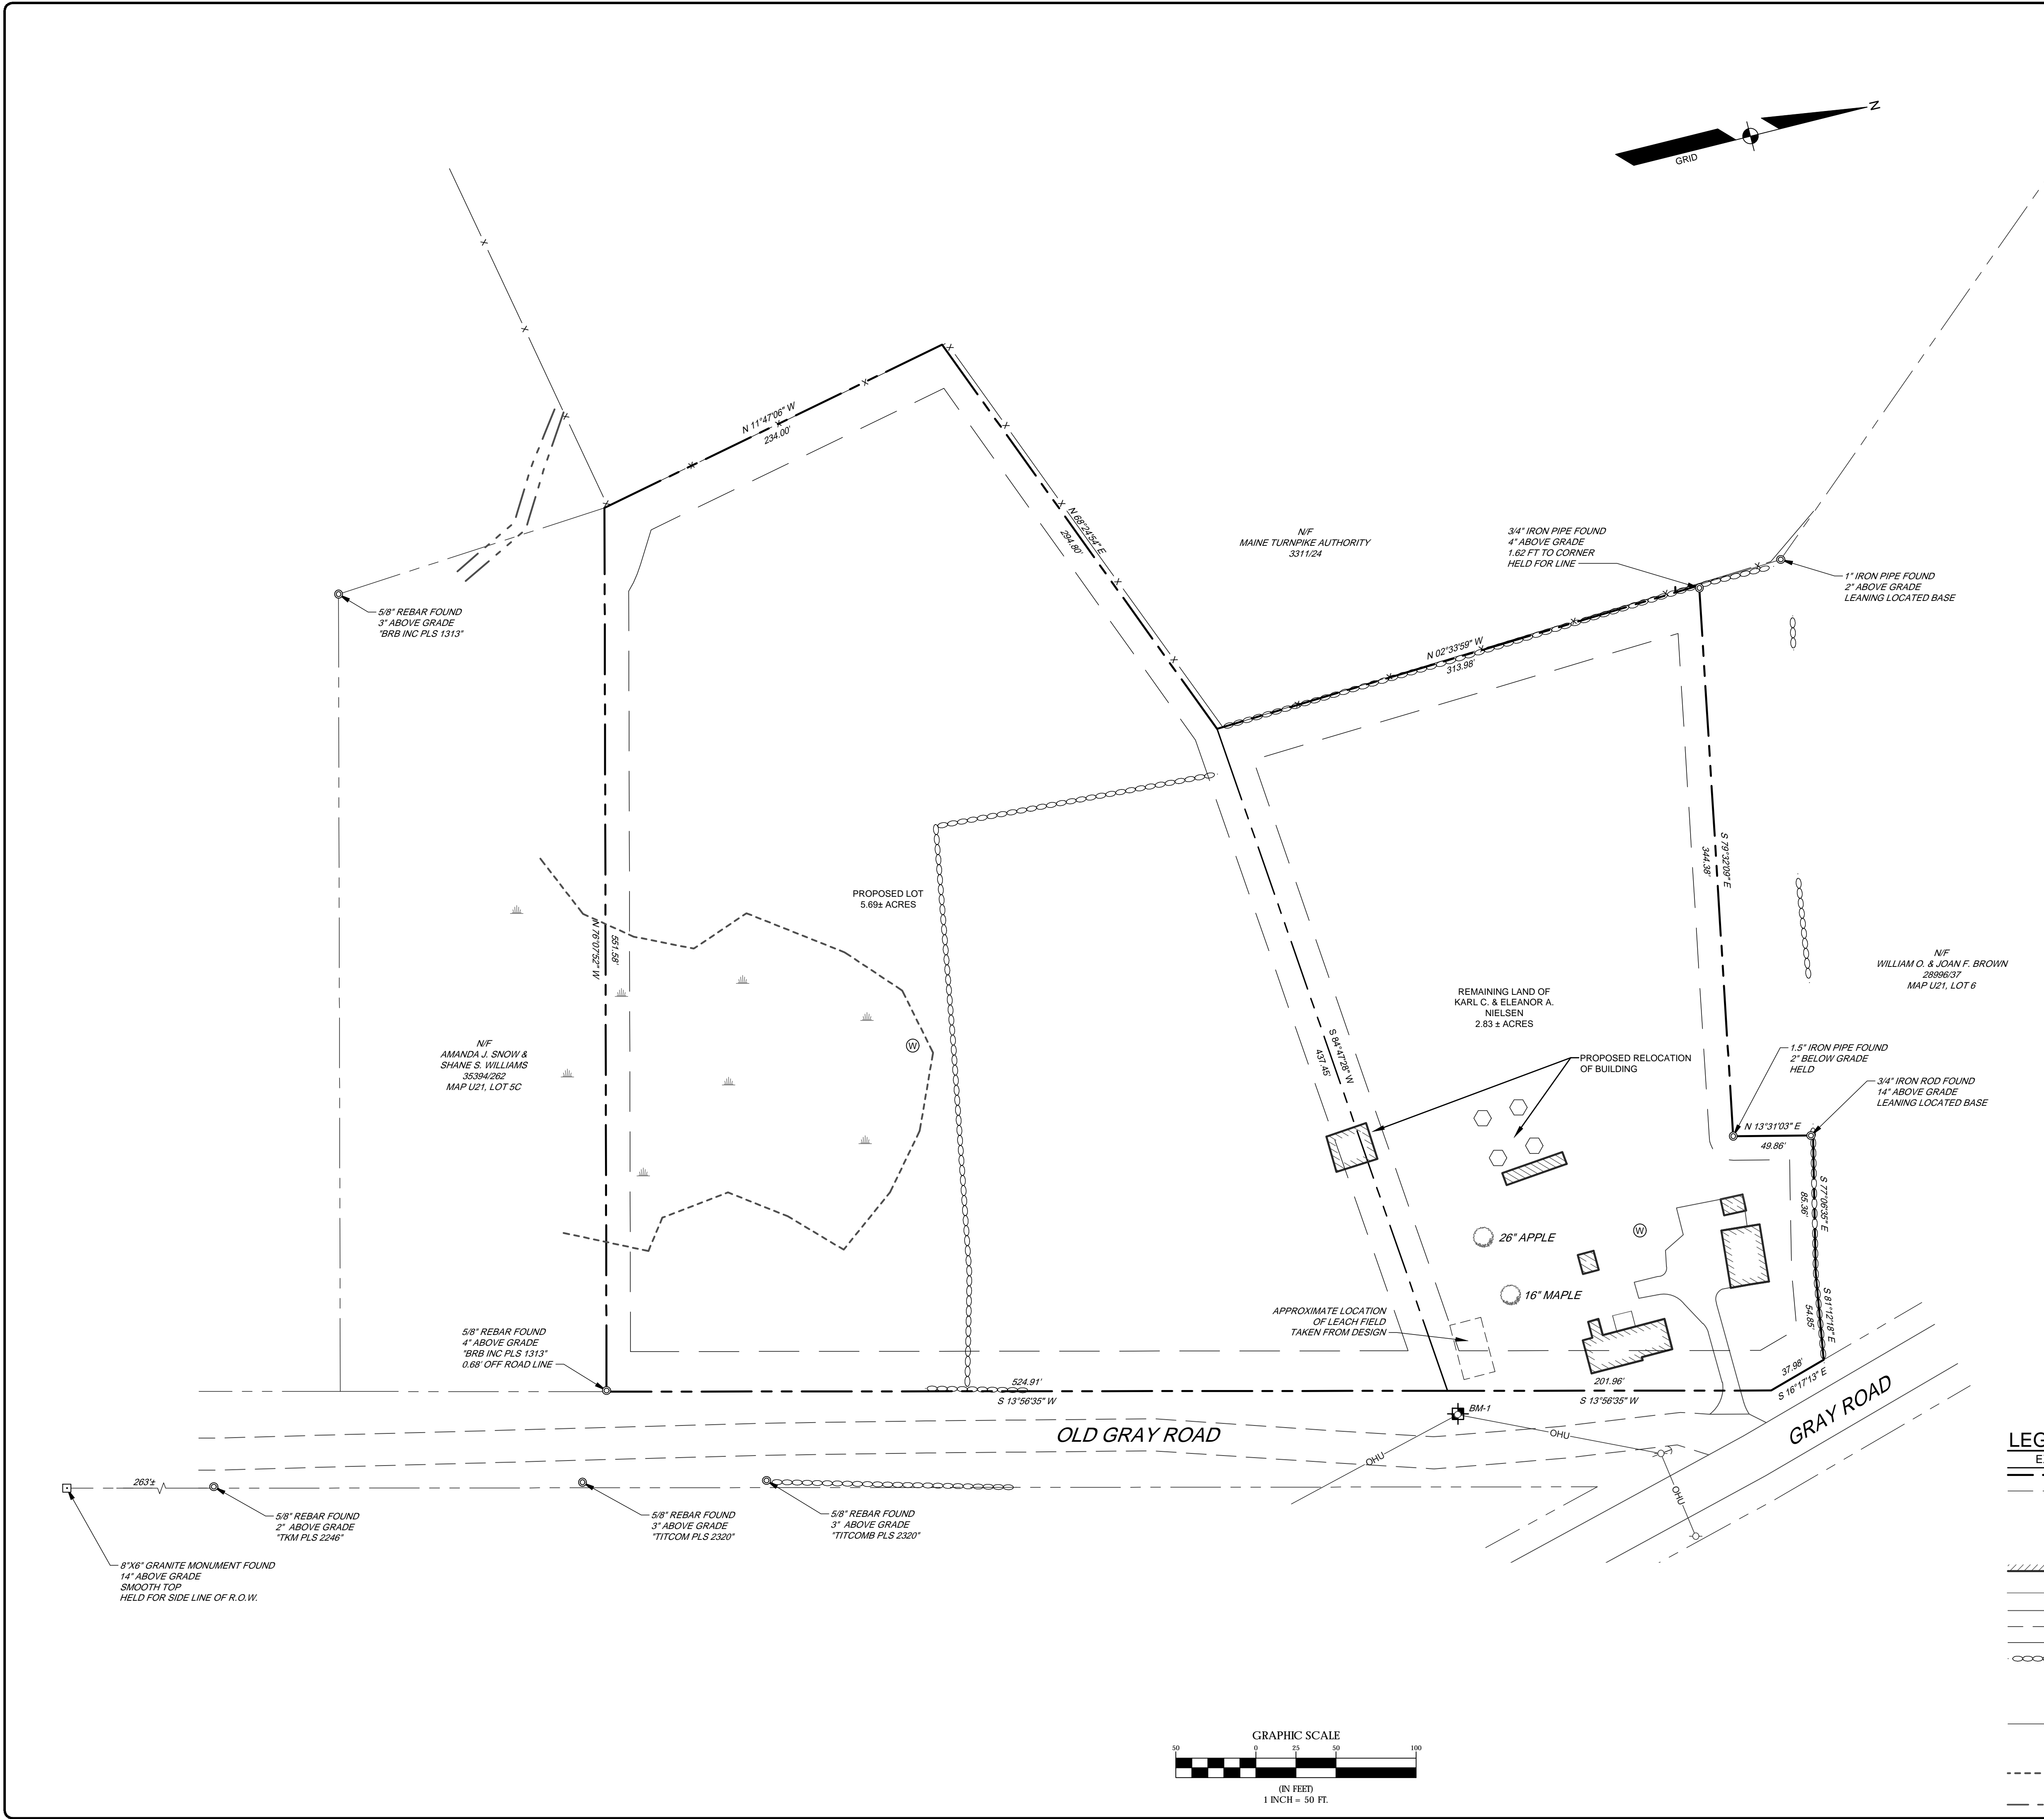 N
GRID
N 11°47'06" W
234.00'
N 68°24'54" E
294.80'
N/F
MAINE TURNPIKE AUTHORITY
3311/24
3/4" IRON PIPE FOUND
4" ABOVE GRADE
1.62 FT TO CORNER
HELD FOR LINE
1" IRON PIPE FOUND
2" ABOVE GRADE
LEANING LOCATED BASE
5/8" REBAR FOUND
3" ABOVE GRADE
"BRB INC PLS 1313"
N 02°33'59" W
313.98'
S 79°32'09" E
344.38'
PROPOSED LOT
5.69± ACRES
N 76°07'52" W
551.58'
N/F
WILLIAM O. & JOAN F. BROWN
28996/37
MAP U21, LOT 6
REMAINING LAND OF
KARL C. & ELEANOR A.
NIELSEN
2.83 ± ACRES
W
N/F
AMANDA J. SNOW &
SHANE S. WILLIAMS
35394/262
MAP U21, LOT 5C
S 84°47'28" W
437.45'
PROPOSED RELOCATION
OF BUILDING
1.5" IRON PIPE FOUND
2" BELOW GRADE
HELD
3/4" IRON ROD FOUND
14" ABOVE GRADE
LEANING LOCATED BASE
N 13°31'03" E
49.86'
S 77°06'35" E
85.36'
W
26" APPLE
16" MAPLE
S 81°12'18" E
54.85'
APPROXIMATE LOCATION
OF LEACH FIELD
TAKEN FROM DESIGN
5/8" REBAR FOUND
4" ABOVE GRADE
"BRB INC PLS 1313"
0.68' OFF ROAD LINE
524.91'
S 13°56'35" W
201.96'
S 13°56'35" W
37.98'
S 16°17'13" E
BM-1
OLD GRAY ROAD
GRAY ROAD
OHU
OHU
OHU
LEG
E
263'±
5/8" REBAR FOUND
2" ABOVE GRADE
"TKM PLS 2246"
5/8" REBAR FOUND
3" ABOVE GRADE
"TITCOM PLS 2320"
5/8" REBAR FOUND
3" ABOVE GRADE
"TITCOMB PLS 2320"
8"X6" GRANITE MONUMENT FOUND
14" ABOVE GRADE
SMOOTH TOP
HELD FOR SIDE LINE OF R.O.W.
GRAPHIC SCALE
50 0 25 50 100
(IN FEET)
1 INCH = 50 FT.